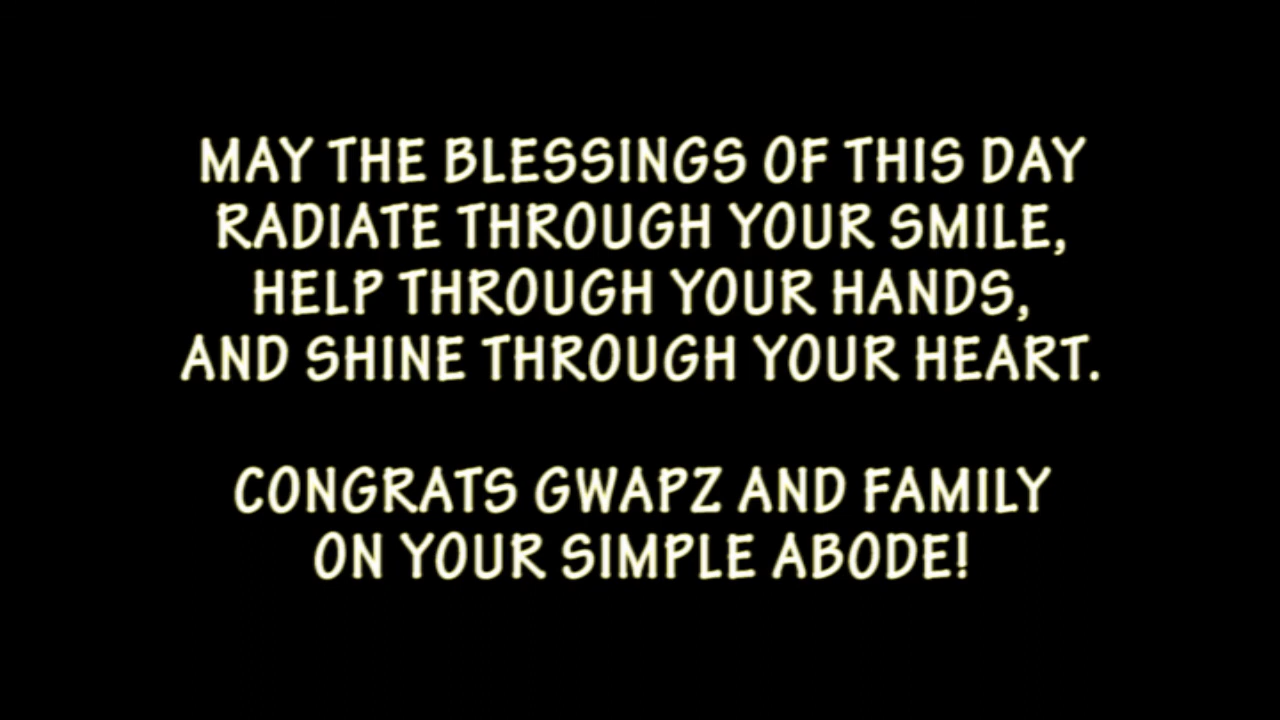 MAY THE BLESSINGS OF THIS DAY
RADIATE THROUGH YOUR SMILE,
HELP THROUGH YOUR HANDS,
AND SHINE THROUGH YOUR HEART.
CONGRATS GWAPZ AND FAMILY
ON YOUR SIMPLE ABODE!